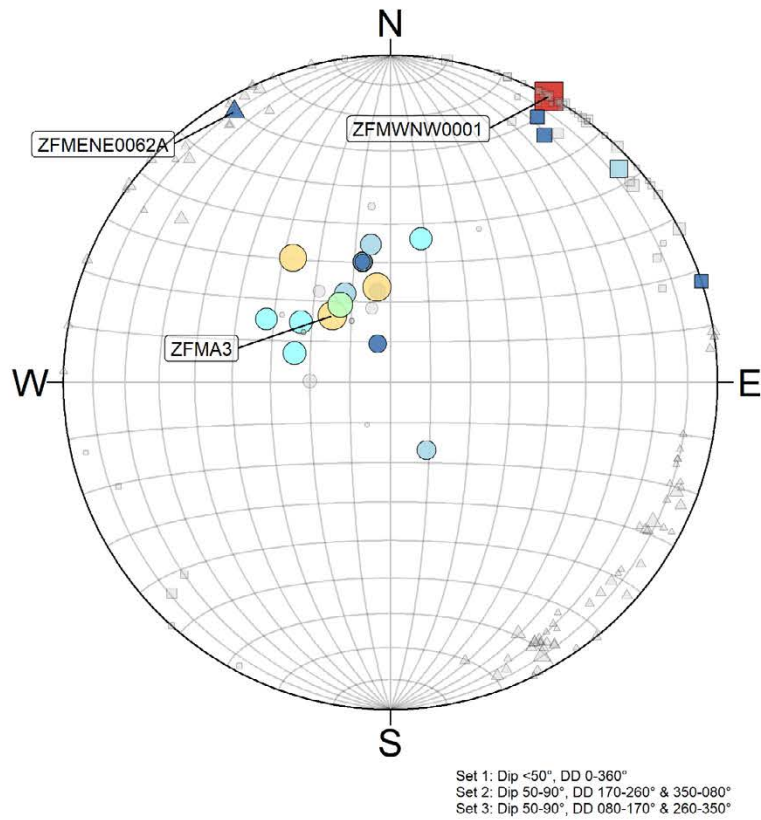 N
ZFMWNW0001
ZFMENE0062A
ZFMA3
W
E
S
Set 1: Dip <50°, DD 0-360°
Set 2: Dip 50-90°, DD 170-260° & 350-080°
Set 3: Dip 50-90°, DD 080-170° & 260-350°